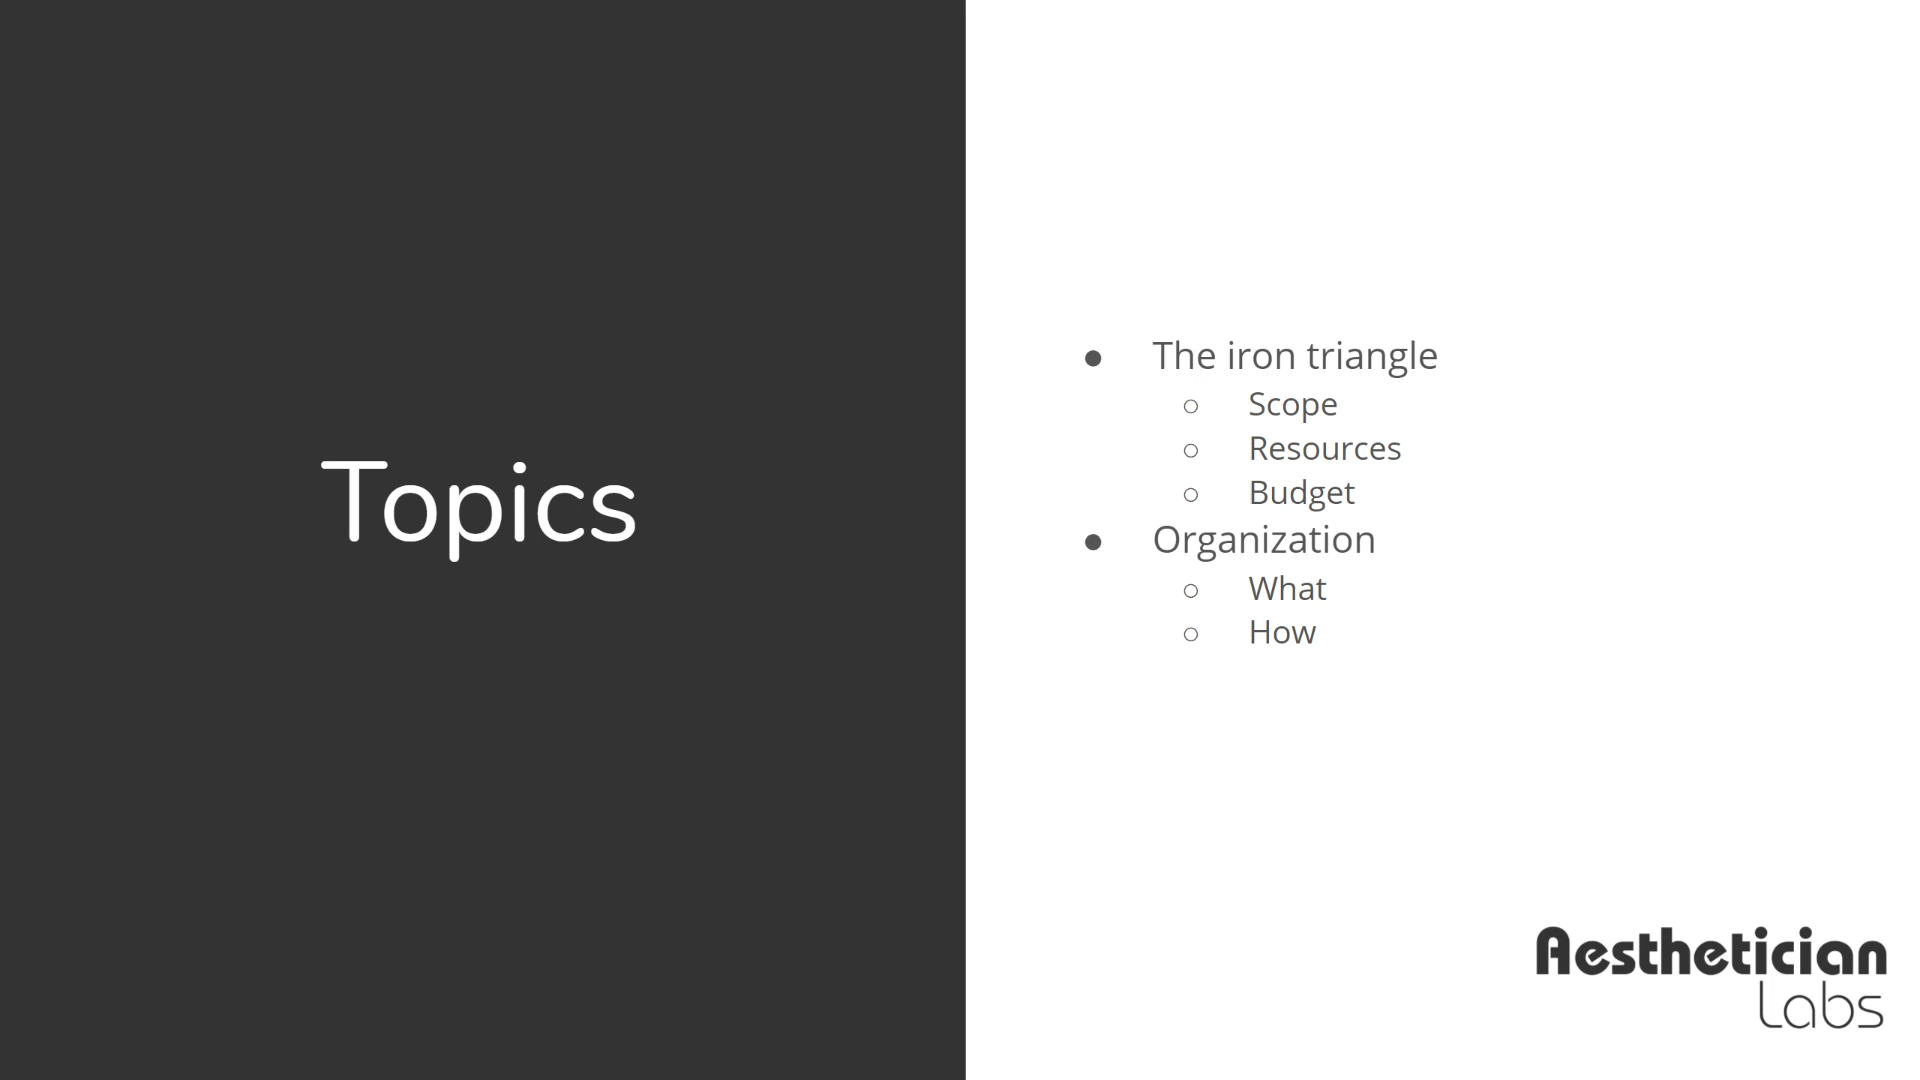 Topics
● The iron triangle
○ Scope
○ Resources
○ Budget
● Organization
○ What
○ How
Aesthetician
Labs